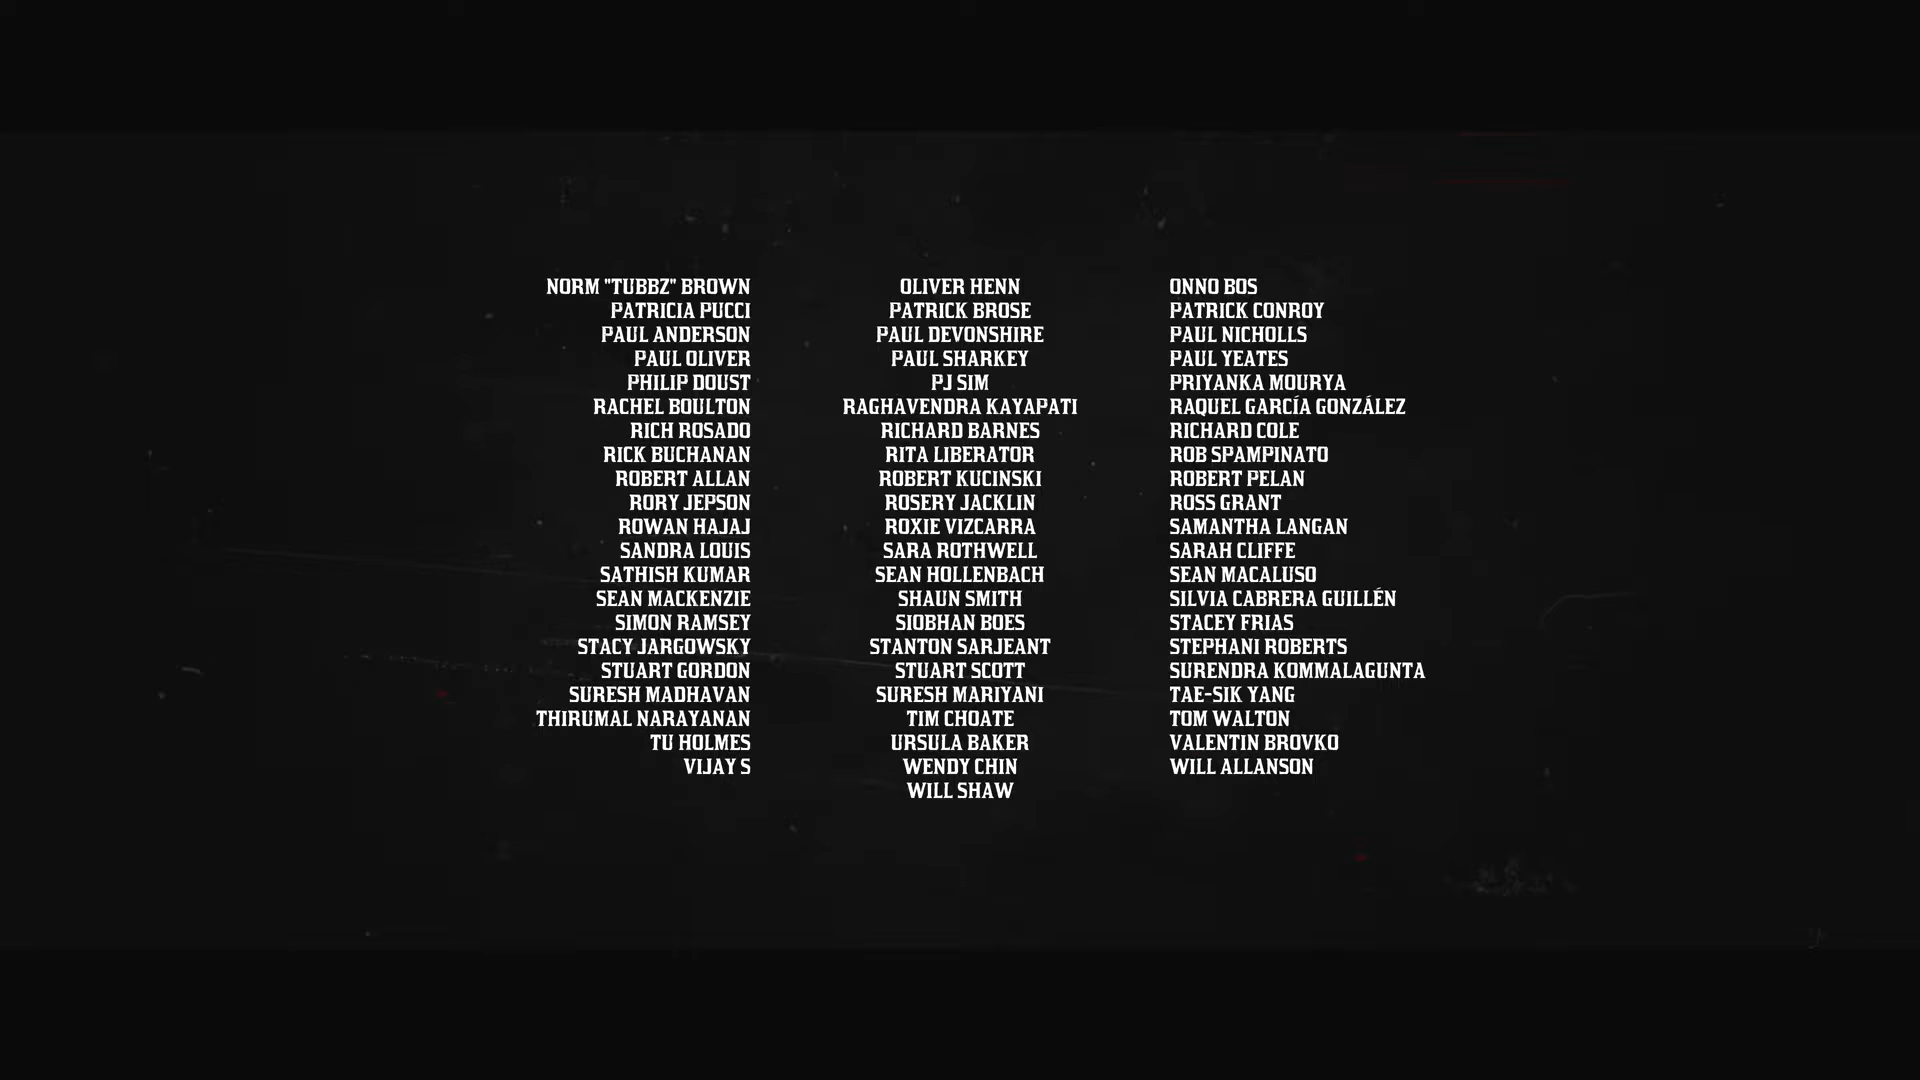 NORM "TUBBZ" BROWN OLIVER HENN ONNO BOS
PATRICIA PUCCI PATRICK BROSE PATRICK CONROY
PAUL ANDERSON PAUL DEVONSHIRE PAUL NICHOLLS
PAUL OLIVER PAUL SHARKEY PAUL YEATES
PHILIP DOUST PJ SIM PRIYANKA MOURYA
RACHEL BOULTON RAGHAVENDRA KAYAPATI RAQUEL GARCÍA GONZÁLEZ
RICH ROSADO RICHARD BARNES RICHARD COLE
RICK BUCHANAN RITA LIBERATOR ROB SPAMPINATO
ROBERT ALLAN ROBERT KUCINSKI ROBERT PELAN
RORY JEPSON ROSERY JACKLIN ROSS GRANT
ROWAN HAJAJ ROXIE VIZCARRA SAMANTHA LANGAN
SANDRA LOUIS SARA ROTHWELL SARAH CLIFFE
SATHISH KUMAR SEAN HOLLENBACH SEAN MACALUSO
SEAN MACKENZIE SHAUN SMITH SILVIA CABRERA GUILLÉN
SIMON RAMSEY SIOBHAN BOES STACEY FRIAS
STACY JARGOWSKY STANTON SARJEANT STEPHANI ROBERTS
STUART GORDON STUART SCOTT SURENDRA KOMMALAGUNTA
SURESH MADHAVAN SURESH MARIYANI TAE-SIK YANG
THIRUMAL NARAYANAN TIM CHOATE TOM WALTON
TU HOLMES URSULA BAKER VALENTIN BROVKO
VIJAY S WENDY CHIN WILL ALLANSON
WILL SHAW